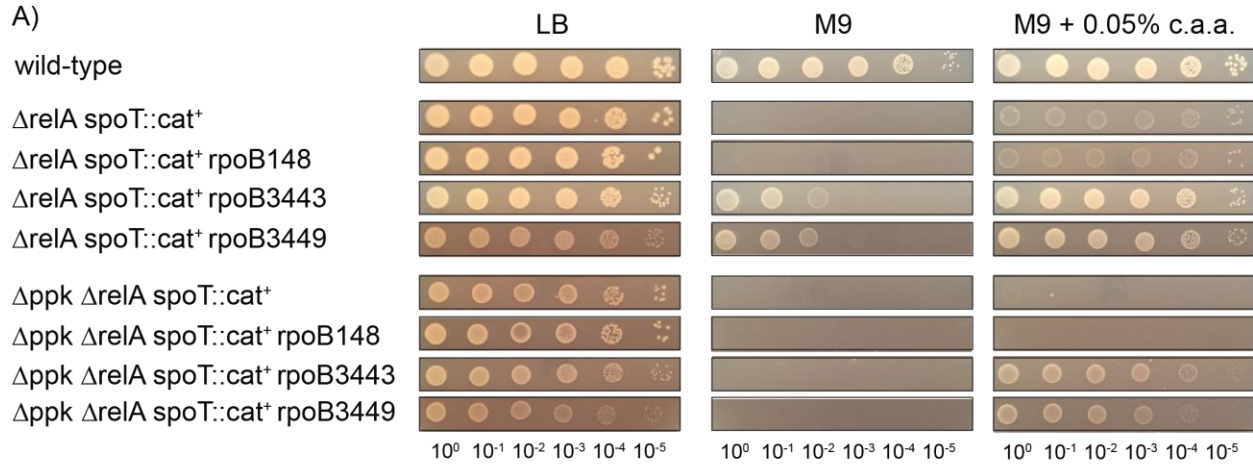 A)
LB M9 M9 + 0.05% c.a.a.
wild-type
ΔrelA spoT::cat⁺
ΔrelA spoT::cat⁺ rpoB148
ΔrelA spoT::cat⁺ rpoB3443
ΔrelA spoT::cat⁺ rpoB3449
Δppk ΔrelA spoT::cat⁺
Δppk ΔrelA spoT::cat⁺ rpoB148
Δppk ΔrelA spoT::cat⁺ rpoB3443
Δppk ΔrelA spoT::cat⁺ rpoB3449
10⁰ 10⁻¹ 10⁻² 10⁻³ 10⁻⁴ 10⁻⁵ 10⁰ 10⁻¹ 10⁻² 10⁻³ 10⁻⁴ 10⁻⁵ 10⁰ 10⁻¹ 10⁻² 10⁻³ 10⁻⁴ 10⁻⁵